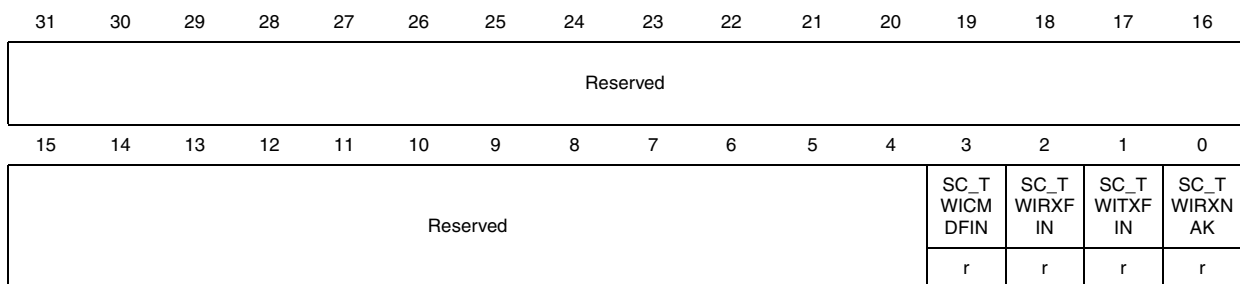 31 30 29 28 27 26 25 24 23 22 21 20 19 18 17 16
Reserved
15 14 13 12 11 10 9 8 7 6 5 4 3 2 1 0
SC_T SC_T SC_T SC_T
WICM WIRXF WITXF WIRXN
Reserved DFIN IN IN AK
r r r r